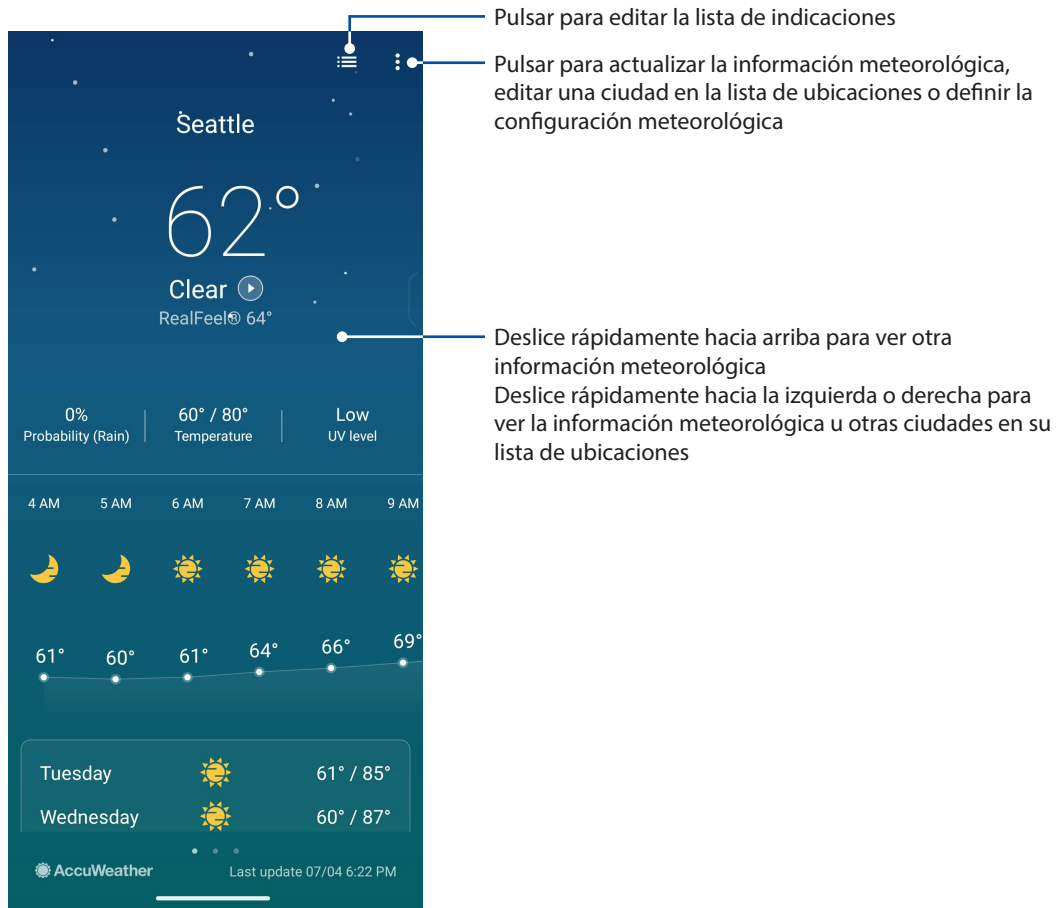 Pulsar para editar la lista de indicaciones
Pulsar para actualizar la información meteorológica,
editar una ciudad en la lista de ubicaciones o definir la
configuración meteorológica
Seattle
62°
Clear
RealFeel® 64°
Deslice rápidamente hacia arriba para ver otra
información meteorológica
Deslice rápidamente hacia la izquierda o derecha para
ver la información meteorológica u otras ciudades en su
lista de ubicaciones
0% 60° / 80° Low
Probability (Rain) Temperature UV level
4 AM 5 AM 6 AM 7 AM 8 AM 9 AM
61° 60° 61° 64° 66° 69°
Tuesday 61° / 85°
Wednesday 60° / 87°
AccuWeather Last update 07/04 6:22 PM